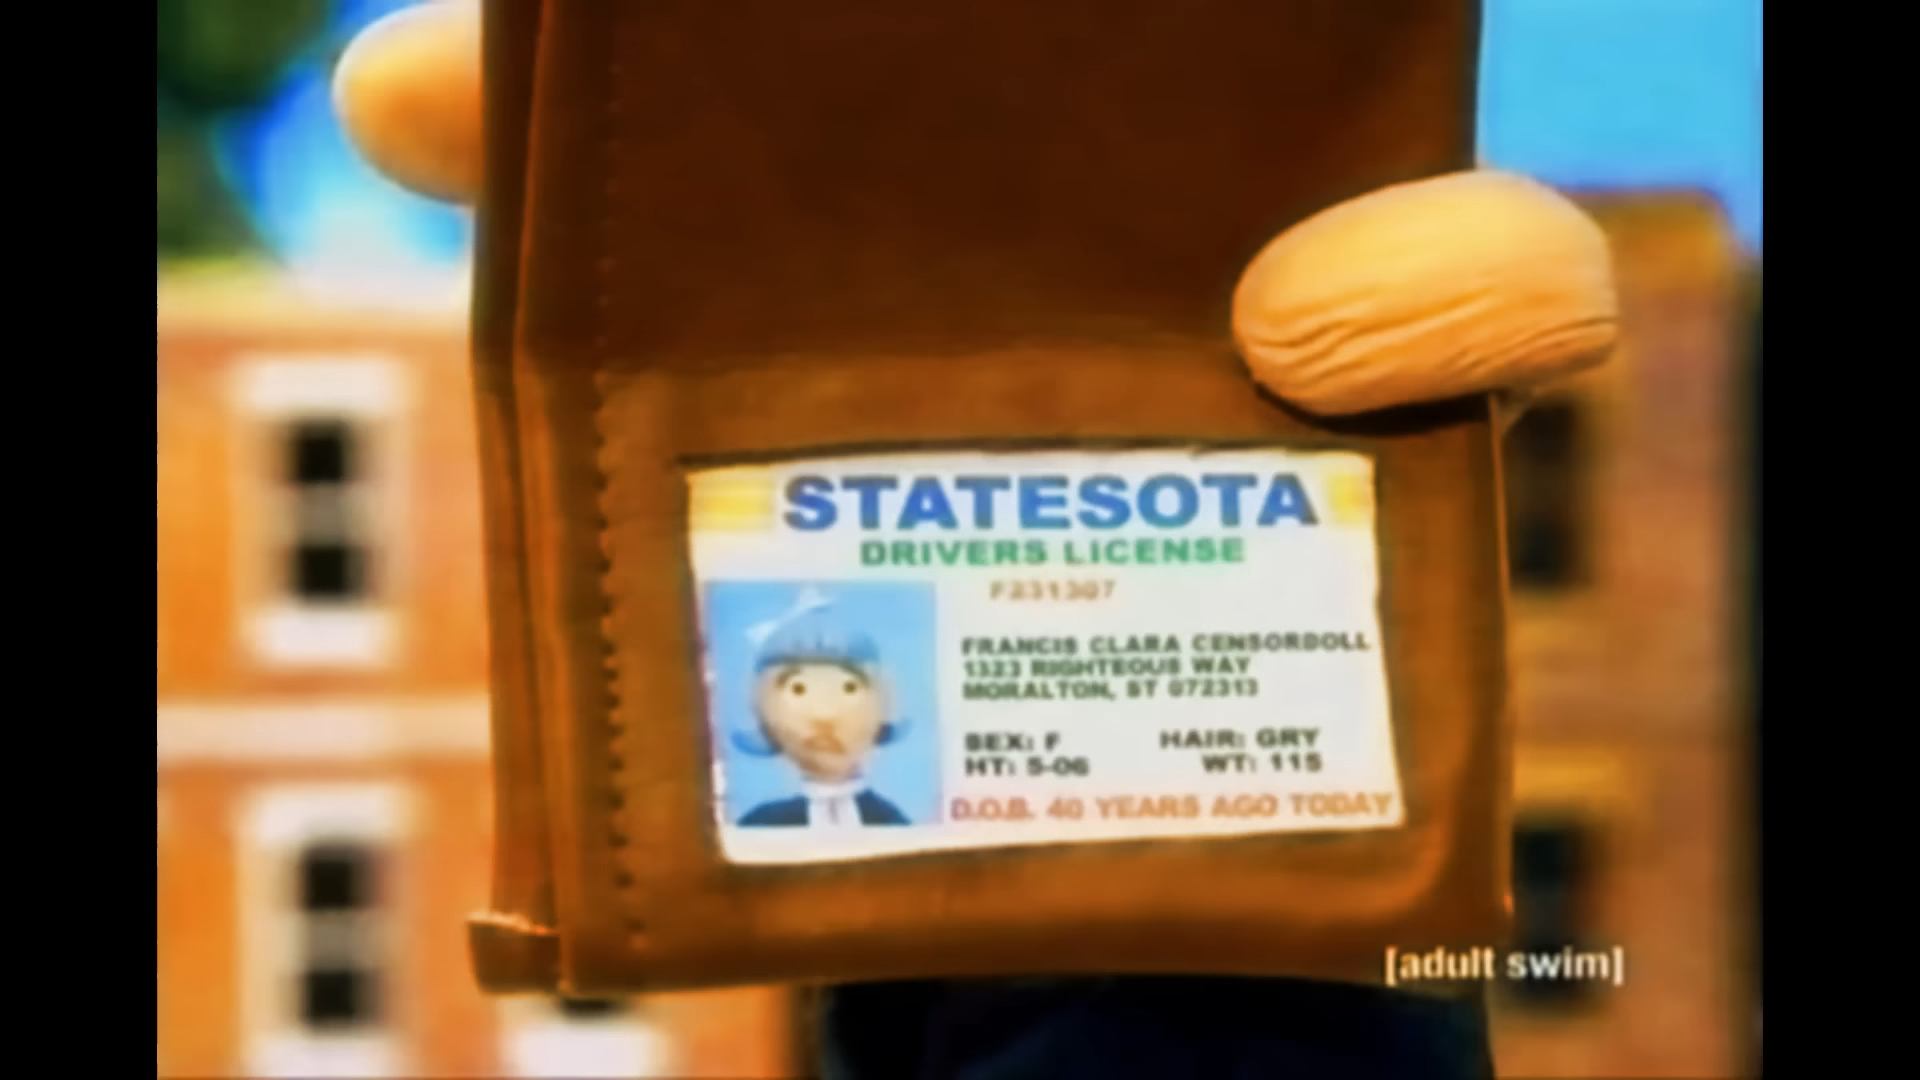 STATESOTA
DRIVERS LICENSE
F231307
FRANCIS CLARA CENSORDOLL
1323 RIGHTEOUS WAY
MORALTON, ST 072313
SEX: F HAIR: GRY
HT: 5-06 WT: 115
D.O.B. 40 YEARS AGO TODAY
[adult swim]